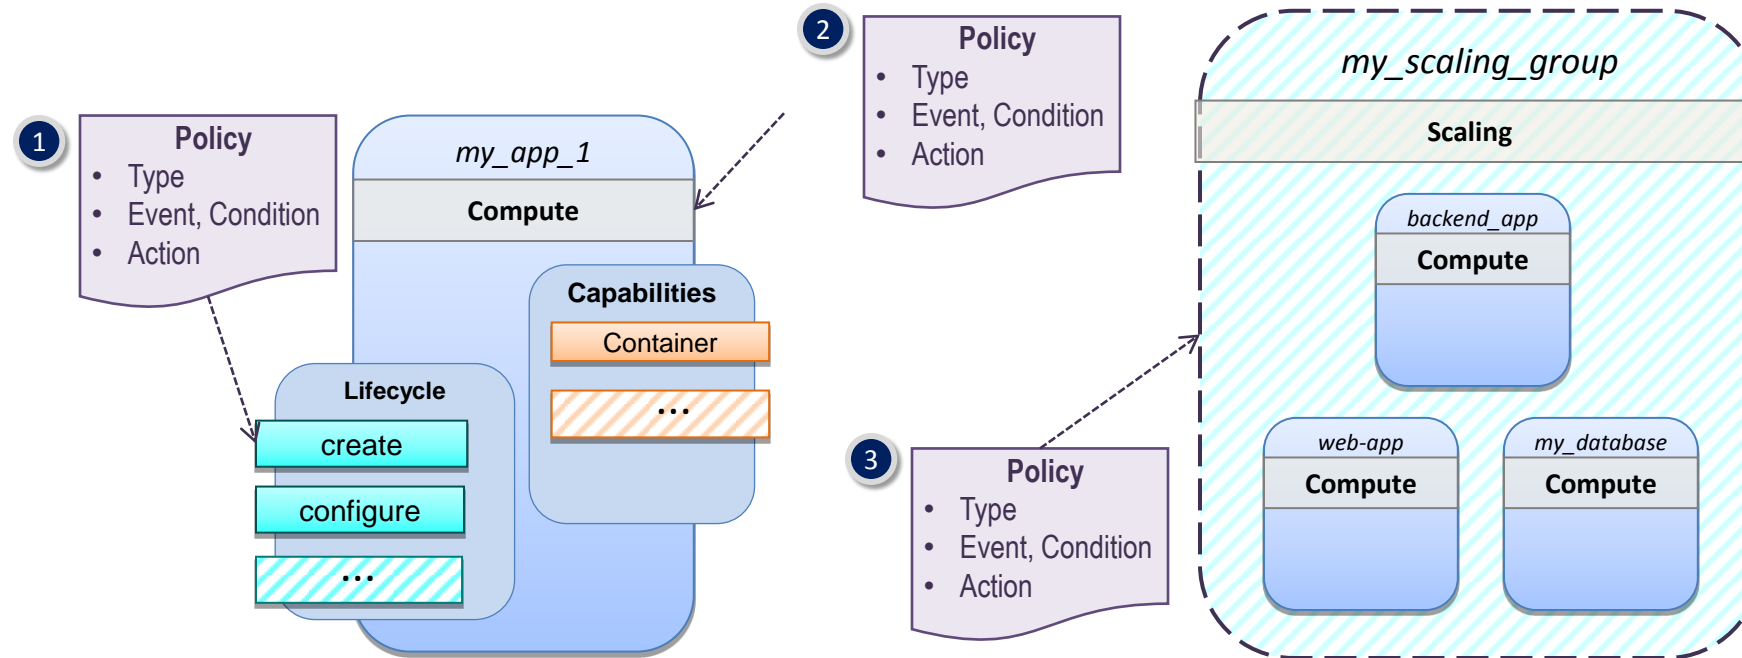 1
Policy
• Type
• Event, Condition
• Action
my_app_1
Compute
Capabilities
Container
...
Lifecycle
create
configure
...
2
Policy
• Type
• Event, Condition
• Action
3
Policy
• Type
• Event, Condition
• Action
my_scaling_group
Scaling
backend_app
Compute
web-app
Compute
my_database
Compute